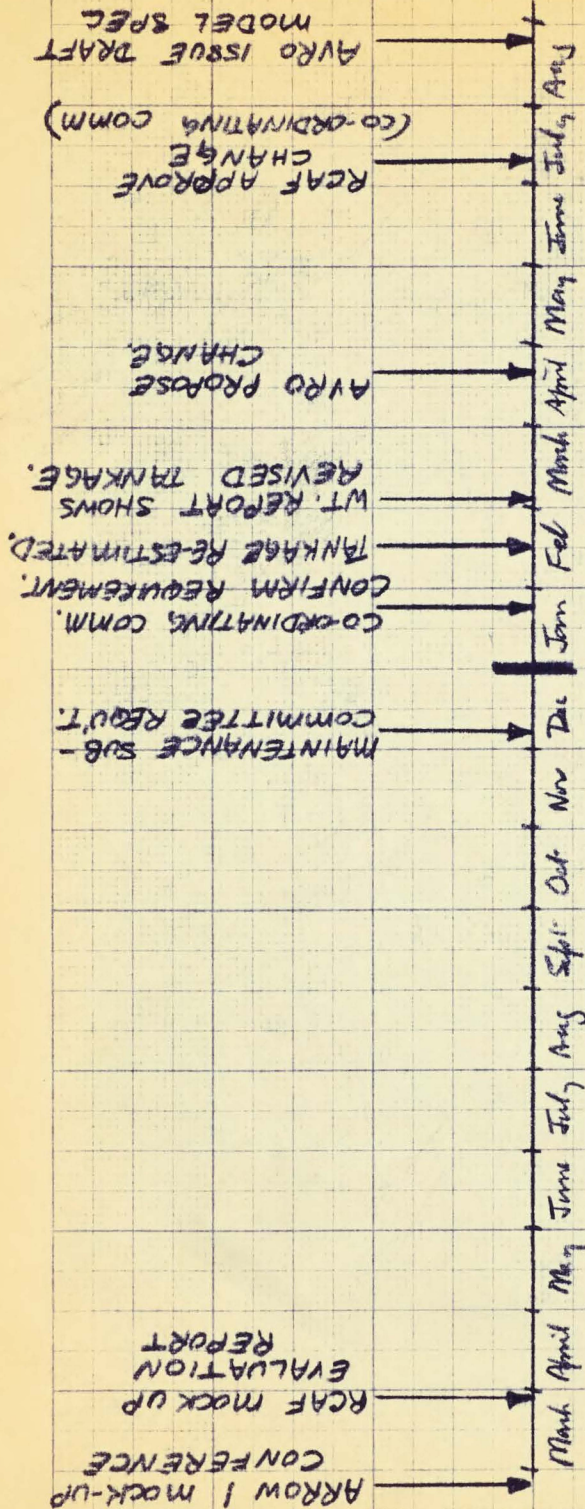 ARROW 1 MOCK-UP
CONFERENCE
RCAF MOCK UP
EVALUATION
REPORT
MAINTENANCE SUB-
COMMITTEE REQU'T.
CO-ORDINATING COMM.
CONFIRM REQUIREMENT.
TANKAGE RE-ESTIMATED.
WT. REPORT SHOWS
REVISED TANKAGE.
AVRO PROPOSE
CHANGE.
RCAF APPROVE
CHANGE
(CO-ORDINATING COMM)
AVRO ISSUE DRAFT
MODEL SPEC
March April May June July Aug Sept Oct Nov Dec Jan Feb March April May June July Aug